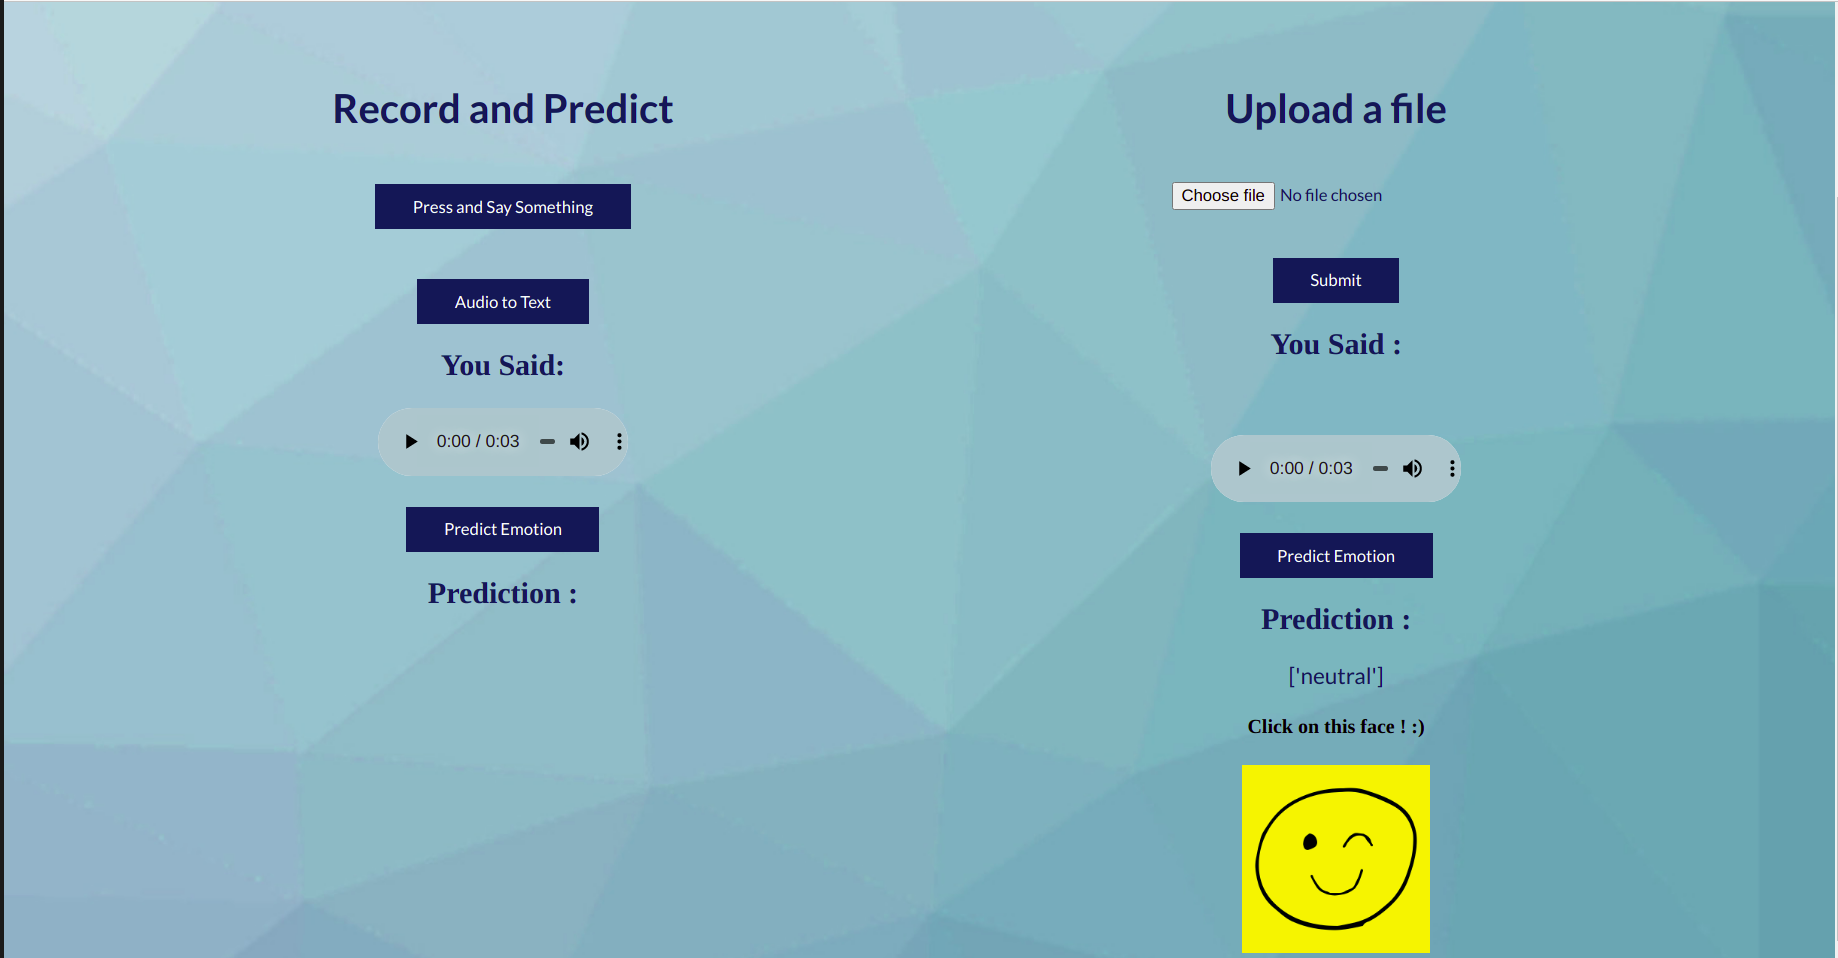 Record and Predict
Press and Say Something
Audio to Text
You Said:
0:00 / 0:03
Predict Emotion
Prediction :
Upload a file
Choose file No file chosen
Submit
You Said :
0:00 / 0:03
Predict Emotion
Prediction :
['neutral']
Click on this face ! :)